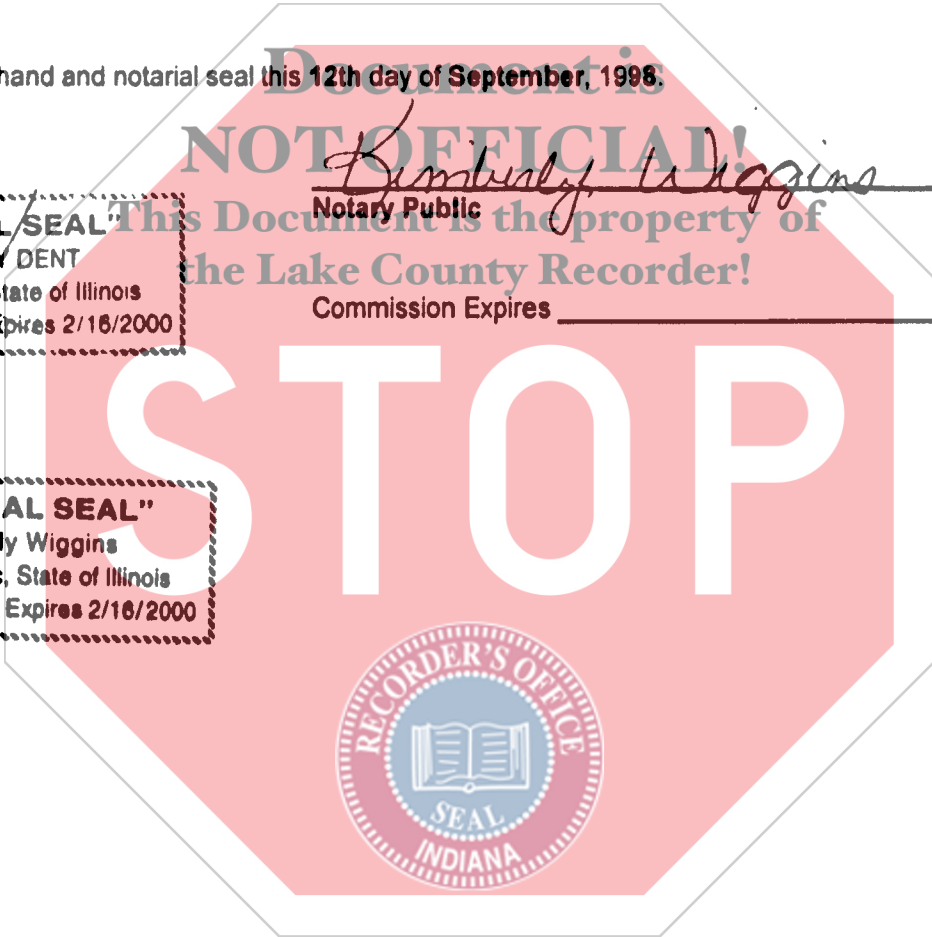 hand and notarial seal this 12th day of September, 1998.
Document is
NOT OFFICIAL!
This Document is the property of
the Lake County Recorder!
Kimberly Wiggins
Notary Public
Commission Expires
L SEAL"
Y DENT
State of Illinois
pires 2/16/2000
STOP
AL SEAL"
ly Wiggins
c, State of Illinois
Expires 2/16/2000
RECORDER'S OFFICE
SEAL
INDIANA